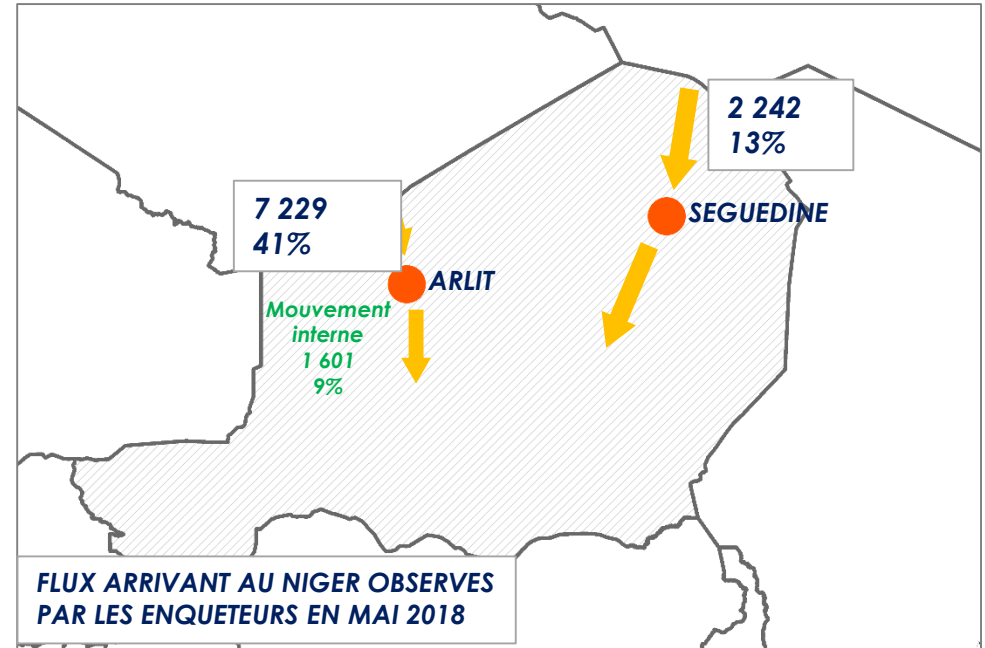 2 242
13%
SEGUEDINE
7 229
41%
ARLIT
Mouvement
interne
1 601
9%
FLUX ARRIVANT AU NIGER OBSERVES
PAR LES ENQUETEURS EN MAI 2018